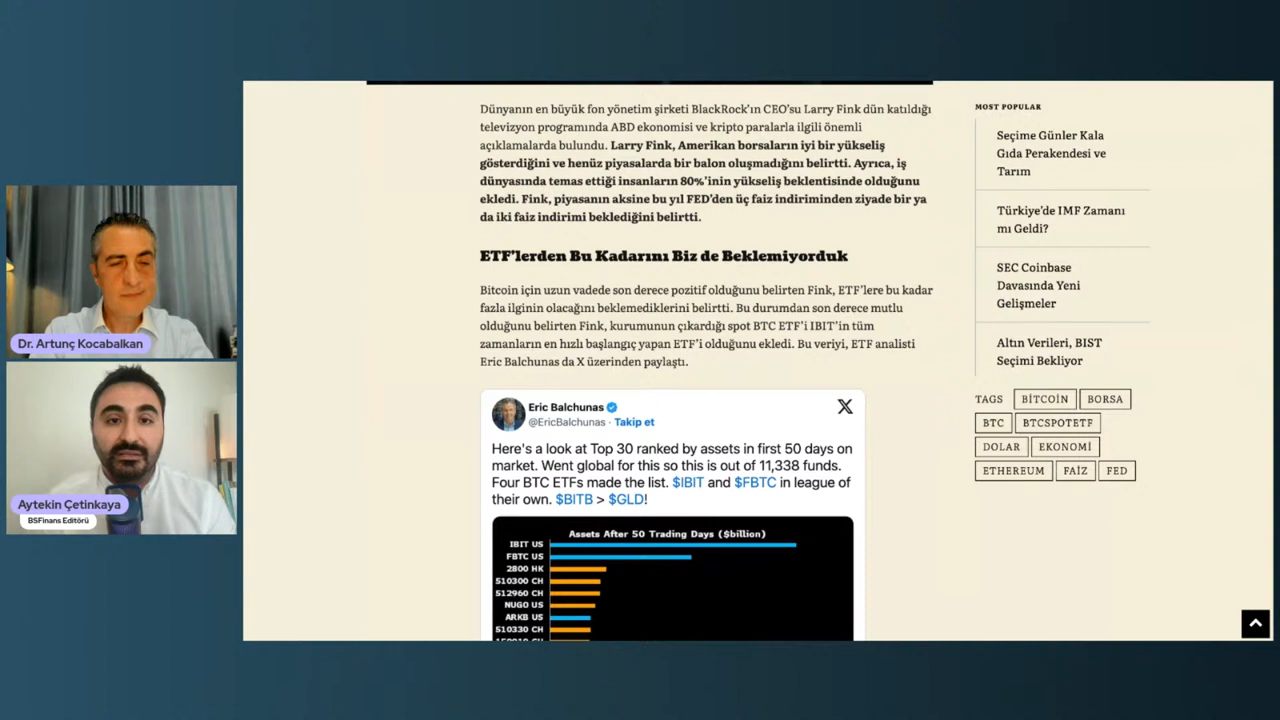 Dr. Artunç Kocabalkan
Aytekin Çetinkaya
BSFinans Editörü
Dünyanın en büyük fon yönetim şirketi BlackRock'ın CEO'su Larry Fink dün katıldığı
televizyon programında ABD ekonomisi ve kripto paralarla ilgili önemli
açıklamalarda bulundu. Larry Fink, Amerikan borsaların iyi bir yükseliş
gösterdiğini ve henüz piyasalarda bir balon oluşmadığını belirtti. Ayrıca, iş
dünyasında temas ettiği insanların 80%'inin yükseliş beklentisinde olduğunu
ekledi. Fink, piyasanın aksine bu yıl FED'den üç faiz indiriminden ziyade bir ya
da iki faiz indirimi beklediğini belirtti.
ETF'lerden Bu Kadarını Biz de Beklemiyorduk
Bitcoin için uzun vadede son derece pozitif olduğunu belirten Fink, ETF'lere bu kadar
fazla ilginin olacağını beklemediklerini belirtti. Bu durumdan son derece mutlu
olduğunu belirten Fink, kurumunun çıkardığı spot BTC ETF'i IBIT'in tüm
zamanların en hızlı başlangıç yapan ETF'i olduğunu ekledi. Bu veriyi, ETF analisti
Eric Balchunas da X üzerinden paylaştı.
Eric Balchunas
@EricBalchunas · Takip et
Here's a look at Top 30 ranked by assets in first 50 days on
market. Went global for this so this is out of 11,338 funds.
Four BTC ETFs made the list. $IBIT and $FBTC in league of
their own. $BITB > $GLD!
Assets After 50 Trading Days ($billion)
IBIT US
FBTC US
2800 HK
510300 CH
512960 CH
NUGO US
ARKB US
510330 CH
MOST POPULAR
Seçime Günler Kala
Gıda Perakendesi ve
Tarım
Türkiye'de IMF Zamanı
mı Geldi?
SEC Coinbase
Davasında Yeni
Gelişmeler
Altın Verileri, BIST
Seçimi Bekliyor
TAGS BİTCOİN BORSA
BTC BTCSPOTETF
DOLAR EKONOMİ
ETHEREUM FAİZ FED